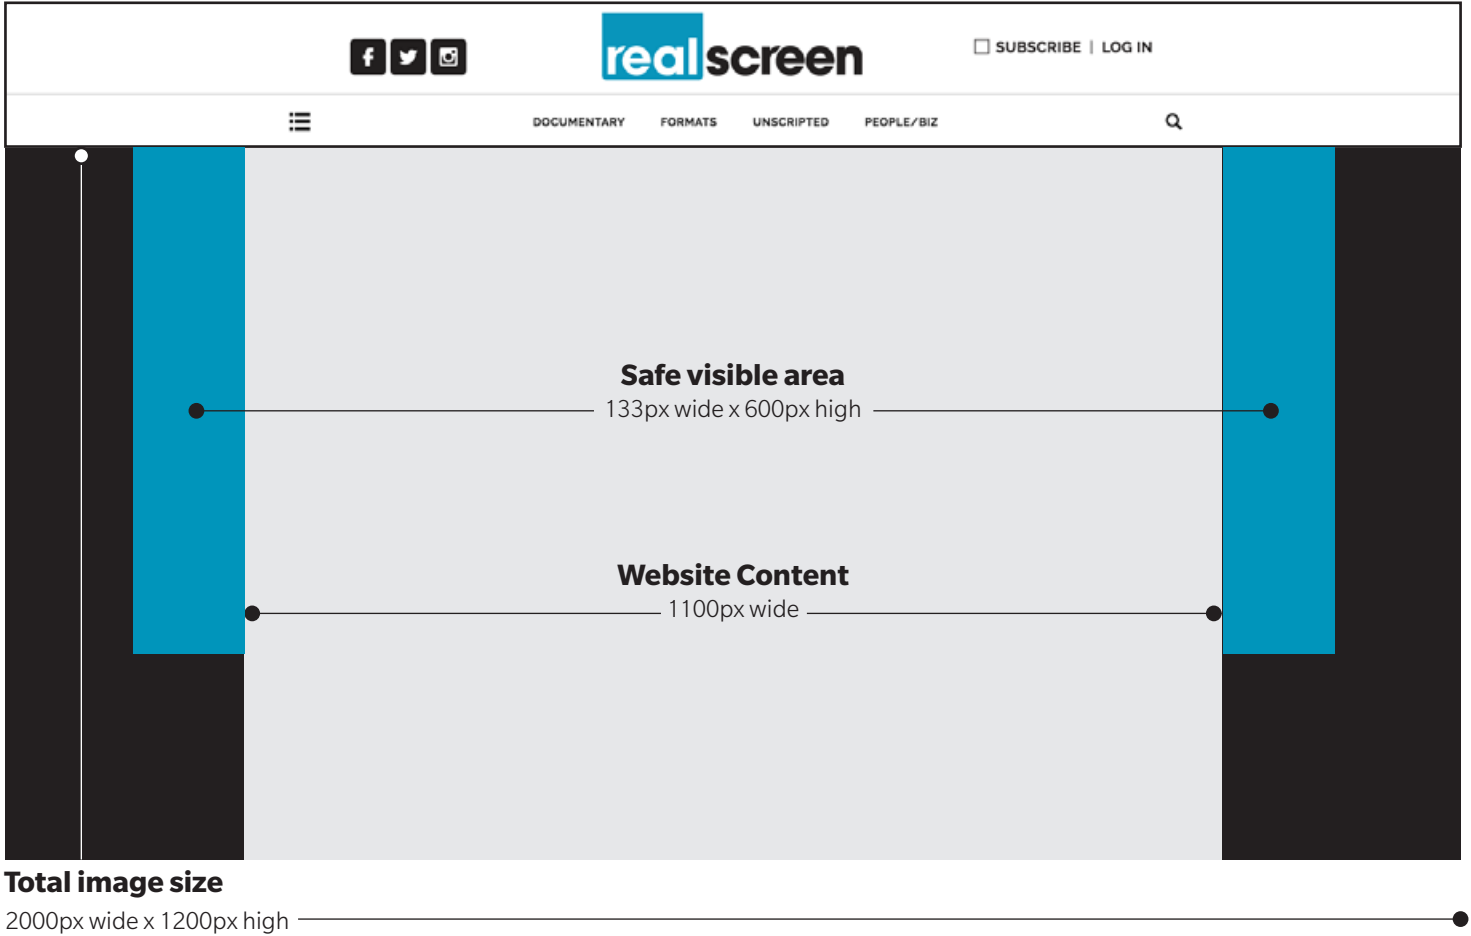 realscreen
SUBSCRIBE | LOG IN
DOCUMENTARY FORMATS UNSCRIPTED PEOPLE/BIZ
Safe visible area
133px wide x 600px high
Website Content
1100px wide
Total image size
2000px wide x 1200px high